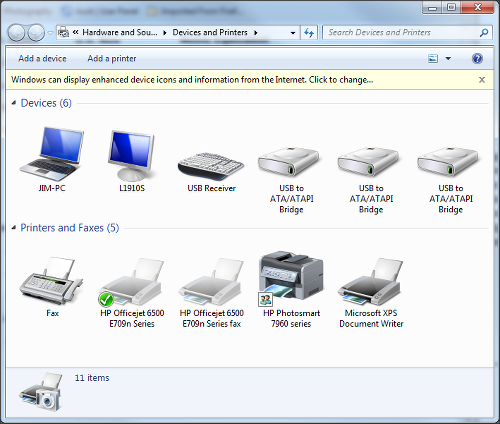 Hardware and Sou... ▸ Devices and Printers ▸
Search Devices and Printers
Add a device
Add a printer
Windows can display enhanced device icons and information from the Internet. Click to change...
Devices (6)
JIM-PC
L1910S
USB Receiver
USB to
ATA/ATAPI
Bridge
USB to
ATA/ATAPI
Bridge
USB to
ATA/ATAPI
Bridge
Printers and Faxes (5)
Fax
HP Officejet 6500
E709n Series
HP Officejet 6500
E709n Series fax
HP Photosmart
7960 series
Microsoft XPS
Document Writer
11 items